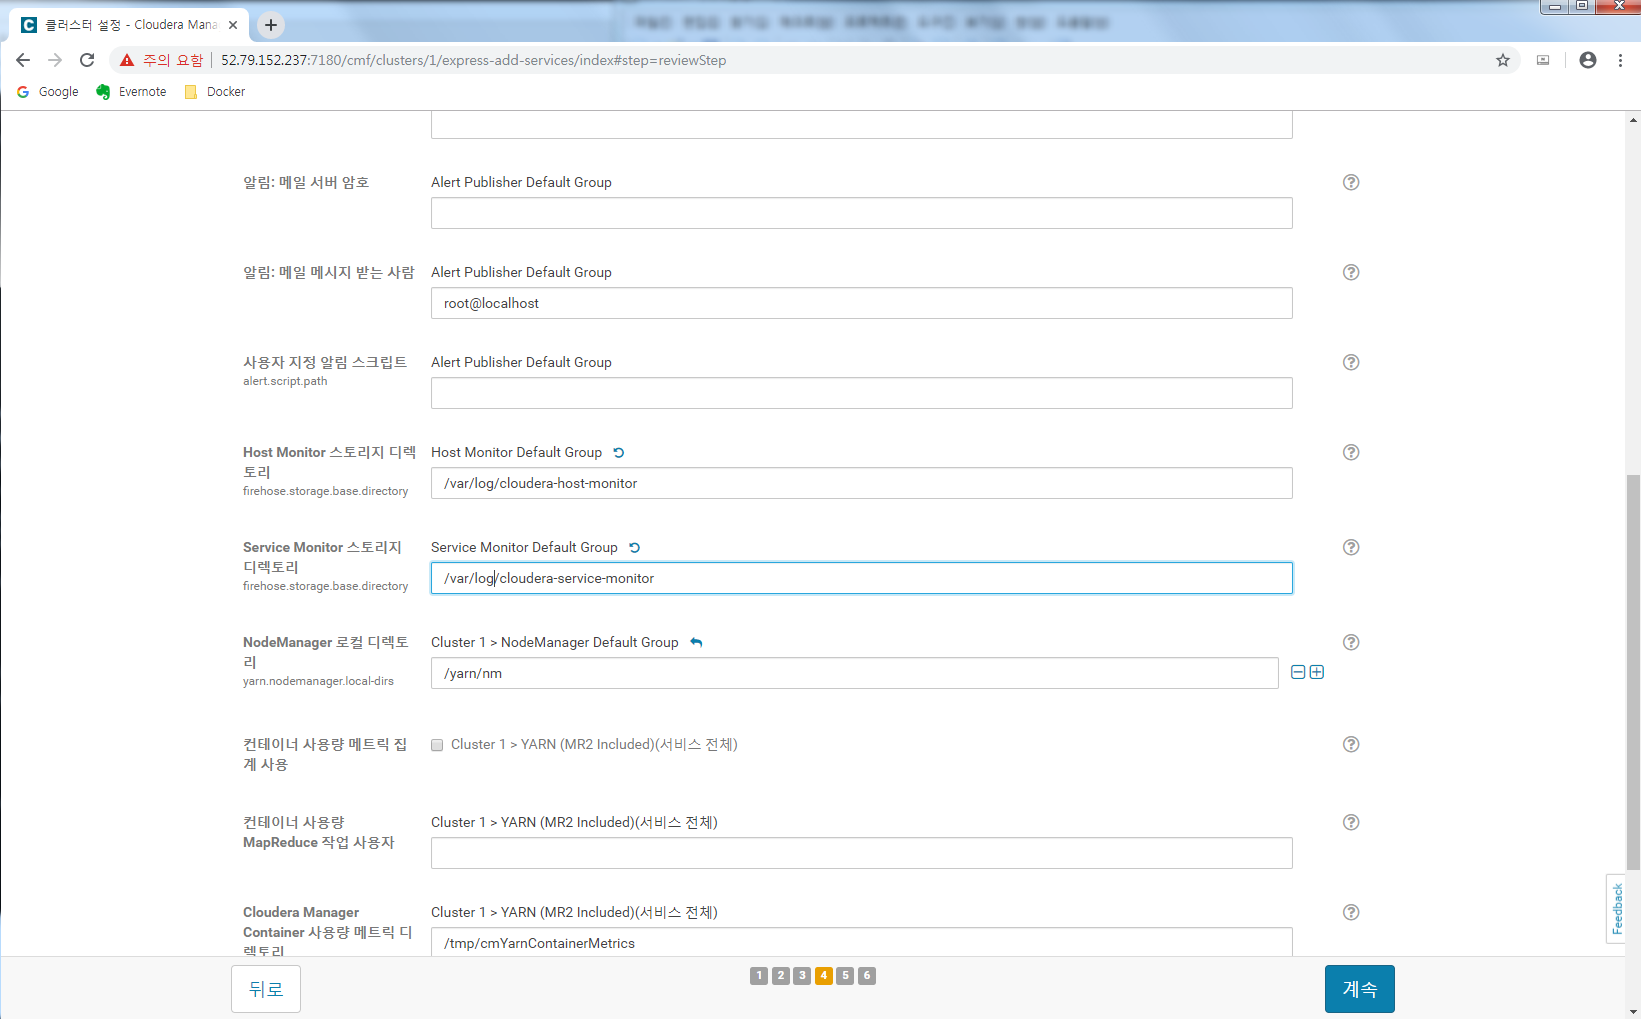 클러스터 설정 - Cloudera Mana
주의 요함 52.79.152.237:7180/cmf/clusters/1/express-add-services/index#step=reviewStep
Google Evernote Docker
알림: 메일 서버 암호 Alert Publisher Default Group
알림: 메일 메시지 받는 사람 Alert Publisher Default Group
root@localhost
사용자 지정 알림 스크립트 Alert Publisher Default Group
alert.script.path
Host Monitor 스토리지 디렉 Host Monitor Default Group
토리
firehose.storage.base.directory
/var/log/cloudera-host-monitor
Service Monitor 스토리지 Service Monitor Default Group
디렉토리
firehose.storage.base.directory
/var/log/cloudera-service-monitor
NodeManager 로컬 디렉토 Cluster 1 > NodeManager Default Group
리
yarn.nodemanager.local-dirs
/yarn/nm
컨테이너 사용량 메트릭 집 Cluster 1 > YARN (MR2 Included)(서비스 전체)
계 사용
컨테이너 사용량 Cluster 1 > YARN (MR2 Included)(서비스 전체)
MapReduce 작업 사용자
Cloudera Manager Cluster 1 > YARN (MR2 Included)(서비스 전체)
Container 사용량 메트릭 디
렉토리
/tmp/cmYarnContainerMetrics
Feedback
뒤로 1 2 3 4 5 6 계속